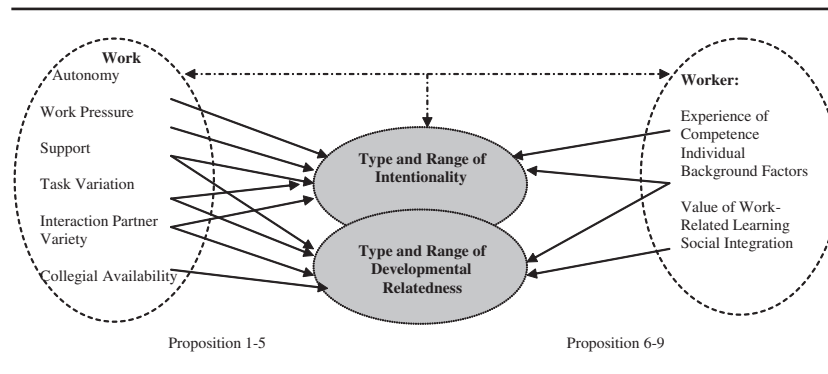 Work
Autonomy
Work Pressure
Support
Task Variation
Interaction Partner
Variety
Collegial Availability
Type and Range of
Intentionality
Type and Range of
Developmental
Relatedness
Worker:
Experience of
Competence
Individual
Background Factors
Value of Work-
Related Learning
Social Integration
Proposition 1-5
Proposition 6-9